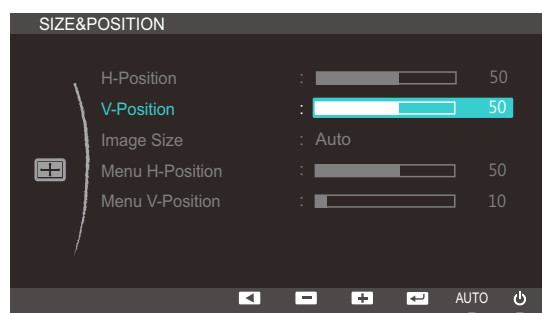 SIZE&POSITION
H-Position : 50
V-Position : 50
Image Size : Auto
Menu H-Position : 50
Menu V-Position : 10
AUTO